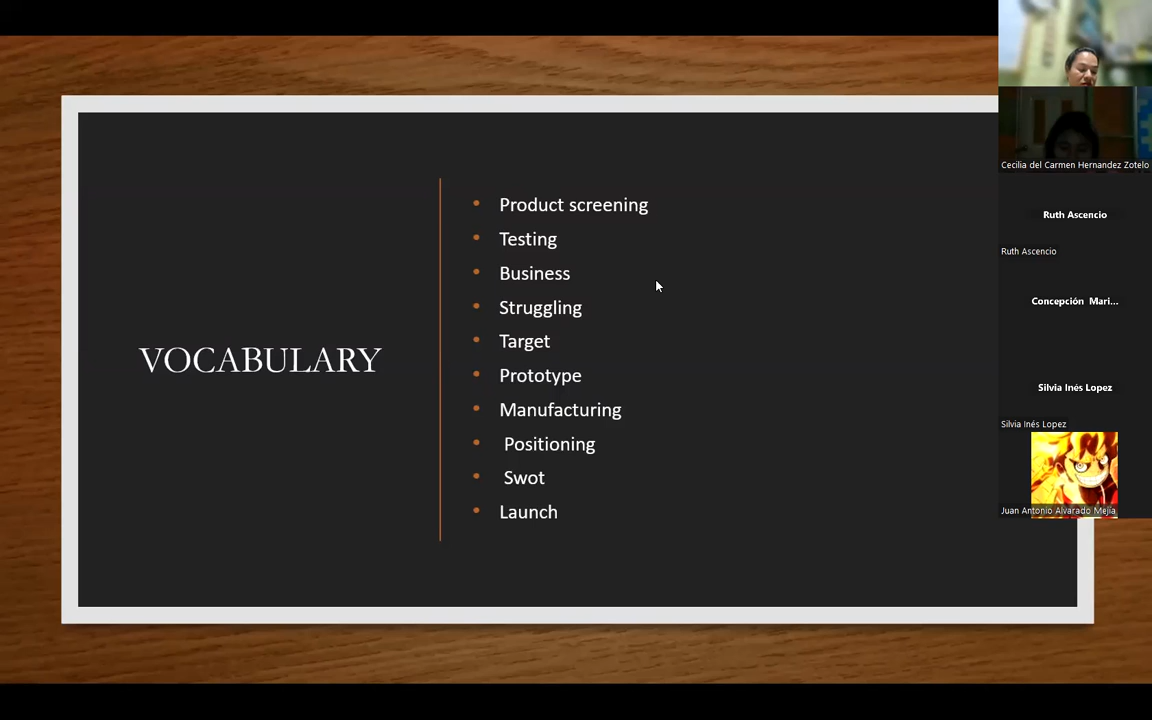 VOCABULARY
Product screening
Testing
Business
Struggling
Target
Prototype
Manufacturing
Positioning
Swot
Launch
Cecilia del Carmen Hernandez Zotelo
Ruth Ascencio
Ruth Ascencio
Concepción Mari...
Silvia Inés Lopez
Silvia Inés Lopez
Juan Antonio Alvarado Mejía